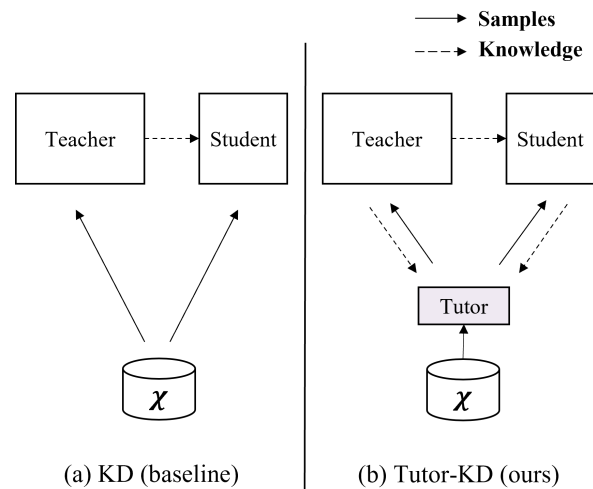 Samples
Knowledge
Teacher
Student
χ
(a) KD (baseline)
Teacher
Student
Tutor
χ
(b) Tutor-KD (ours)